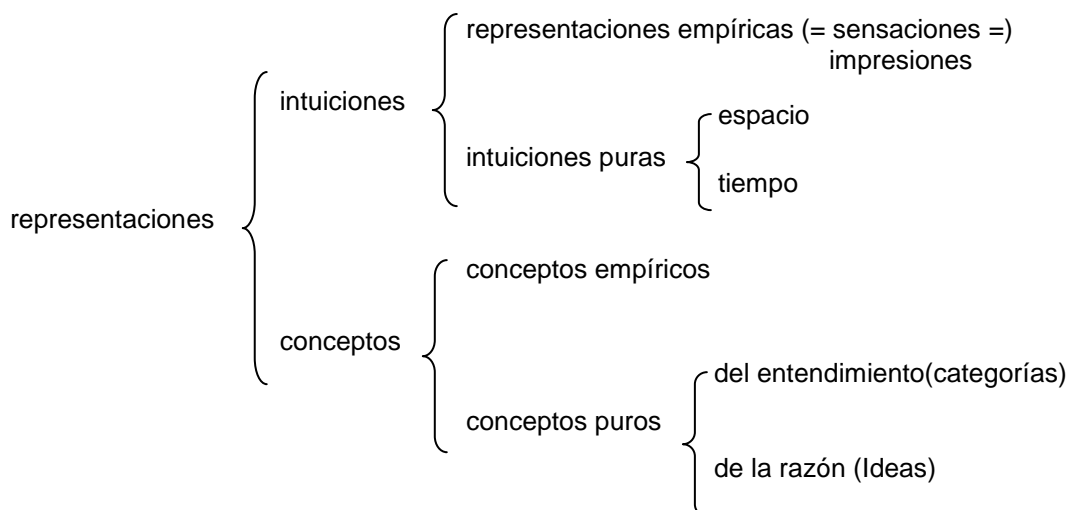 representaciones empíricas (= sensaciones =)
impresiones
intuiciones
espacio
intuiciones puras
tiempo
representaciones
conceptos empíricos
conceptos
del entendimiento(categorías)
conceptos puros
de la razón (Ideas)